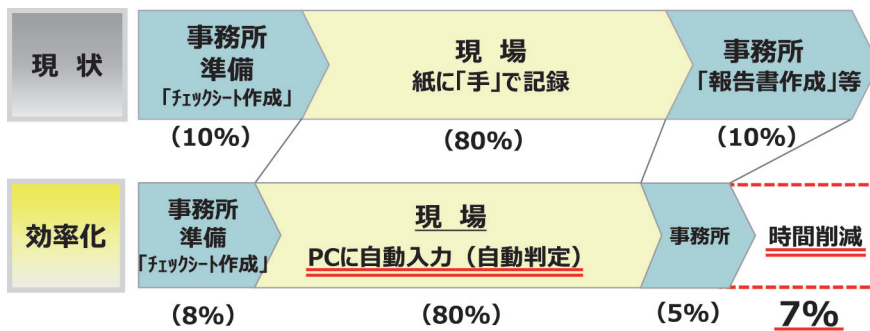 現 状
事務所
準備
「チェックシート作成」
(10%)
現 場
紙に「手」で記録
(80%)
事務所
「報告書作成」等
(10%)
効率化
事務所
準備
「チェックシート作成」
(8%)
現 場
PCに自動入力（自動判定）
(80%)
事務所
(5%)
時間削減
7%